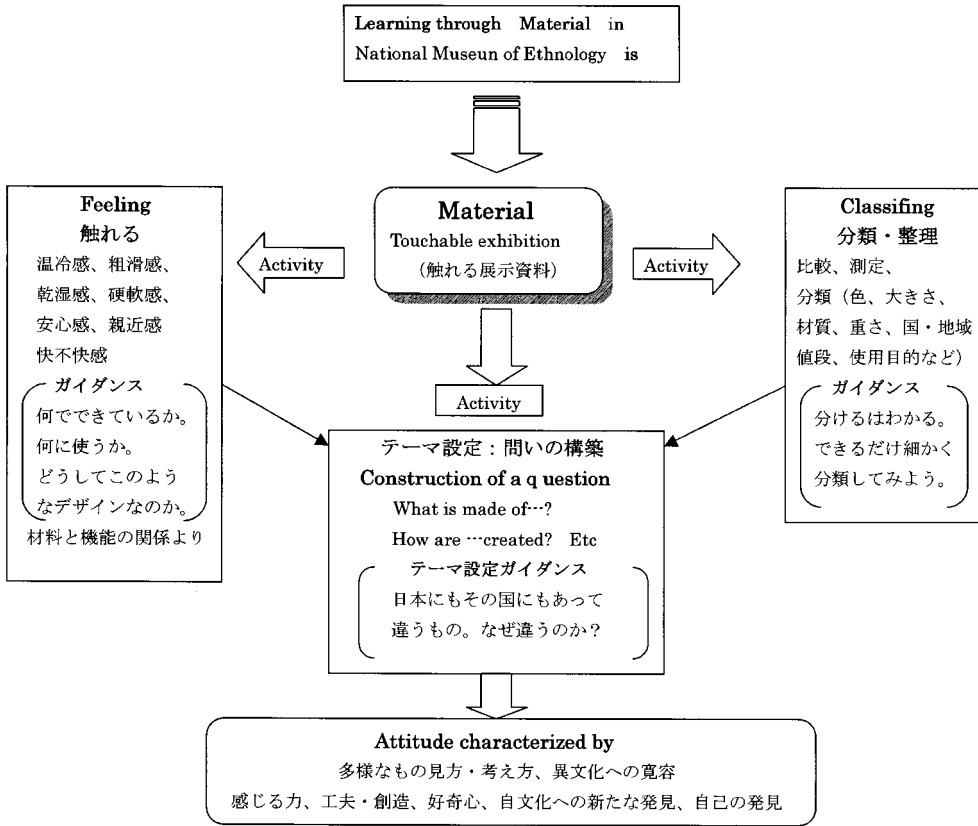 Learning through Material in
National Museun of Ethnology is
Material
Touchable exhibition
（触れる展示資料）
Activity
Activity
Activity
Feeling
触れる
温冷感、粗滑感、
乾湿感、硬軟感、
安心感、親近感
快不快感
ガイダンス
何でできているか。
何に使うか。
どうしてこのよう
なデザインなのか。
材料と機能の関係より
Classifing
分類・整理
比較、測定、
分類（色、大きさ、
材質、重さ、国・地域
値段、使用目的など）
ガイダンス
分けるはわかる。
できるだけ細かく
分類してみよう。
テーマ設定：問いの構築
Construction of a q uestion
What is made of…?
How are …created? Etc
テーマ設定ガイダンス
日本にもその国にもあって
違うもの。なぜ違うのか？
Attitude characterized by
多様なもの見方・考え方、異文化への寛容
感じる力、工夫・創造、好奇心、自文化への新たな発見、自己の発見